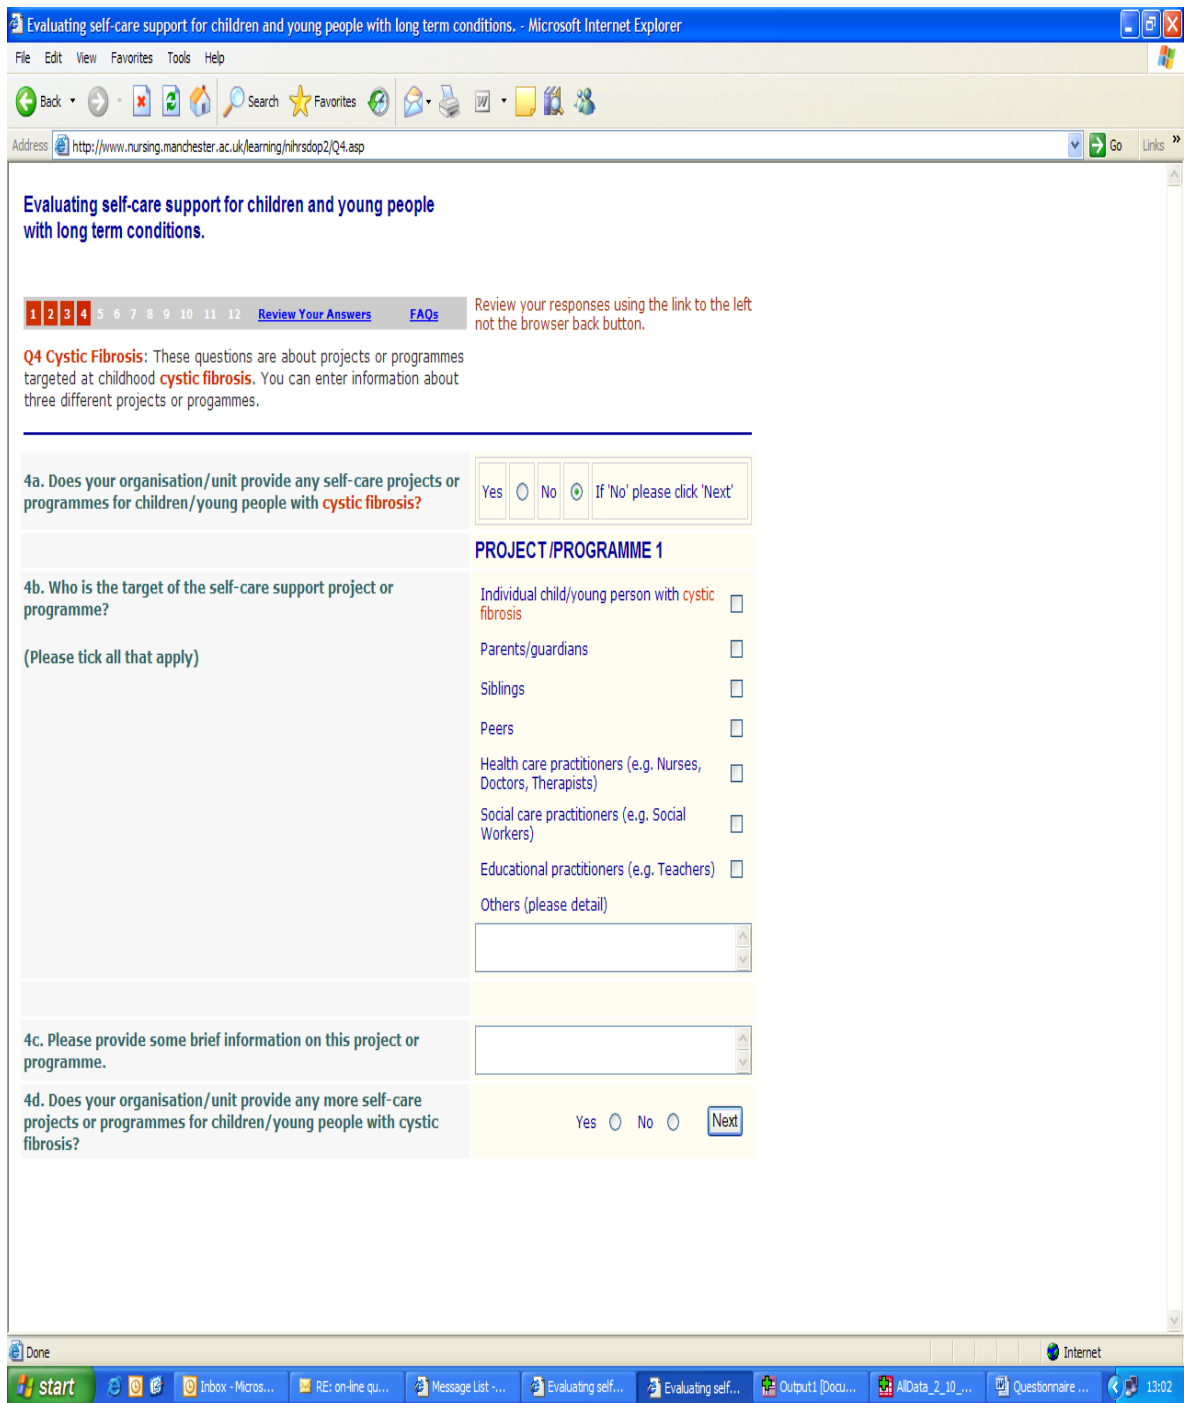 Evaluating self-care support for children and young people with long term conditions. - Microsoft Internet Explorer
File Edit View Favorites Tools Help
Back Search Favorites
Address http://www.nursing.manchester.ac.uk/learning/nihrsdop2/Q4.asp Go Links »
Evaluating self-care support for children and young people
with long term conditions.
1 2 3 4 5 6 7 8 9 10 11 12 Review Your Answers FAQs
Review your responses using the link to the left
not the browser back button.
Q4 Cystic Fibrosis: These questions are about projects or programmes
targeted at childhood cystic fibrosis. You can enter information about
three different projects or progammes.
4a. Does your organisation/unit provide any self-care projects or
programmes for children/young people with cystic fibrosis?
Yes No If 'No' please click 'Next'
PROJECT/PROGRAMME 1
4b. Who is the target of the self-care support project or
programme?
(Please tick all that apply)
Individual child/young person with cystic
fibrosis
Parents/guardians
Siblings
Peers
Health care practitioners (e.g. Nurses,
Doctors, Therapists)
Social care practitioners (e.g. Social
Workers)
Educational practitioners (e.g. Teachers)
Others (please detail)
4c. Please provide some brief information on this project or
programme.
4d. Does your organisation/unit provide any more self-care
projects or programmes for children/young people with cystic
fibrosis?
Yes No Next
Done Internet
start Inbox - Micros... RE: on-line qu... Message List -... Evaluating self... Evaluating self... Output1 [Docu... AllData_2_10_... Questionnaire ... 13:02